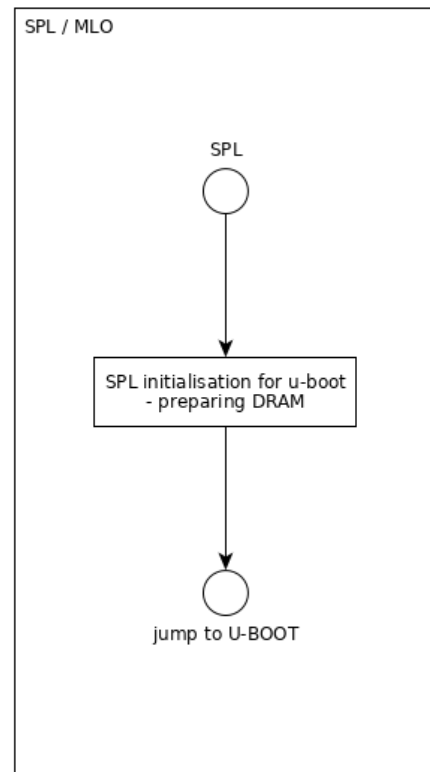 SPL / MLO
SPL
SPL initialisation for u-boot
- preparing DRAM
jump to U-BOOT